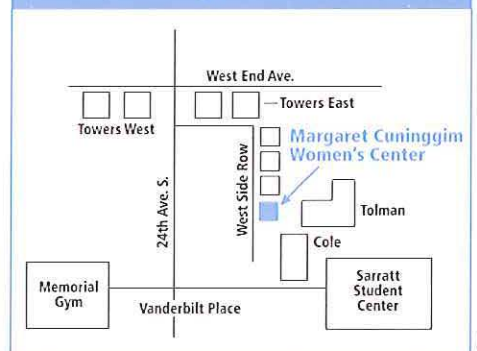 West End Ave.
Towers East
Towers West
Margaret Cuninggim
Women's Center
24th Ave. S.
West Side Row
Tolman
Cole
Memorial
Gym
Sarratt
Student
Center
Vanderbilt Place